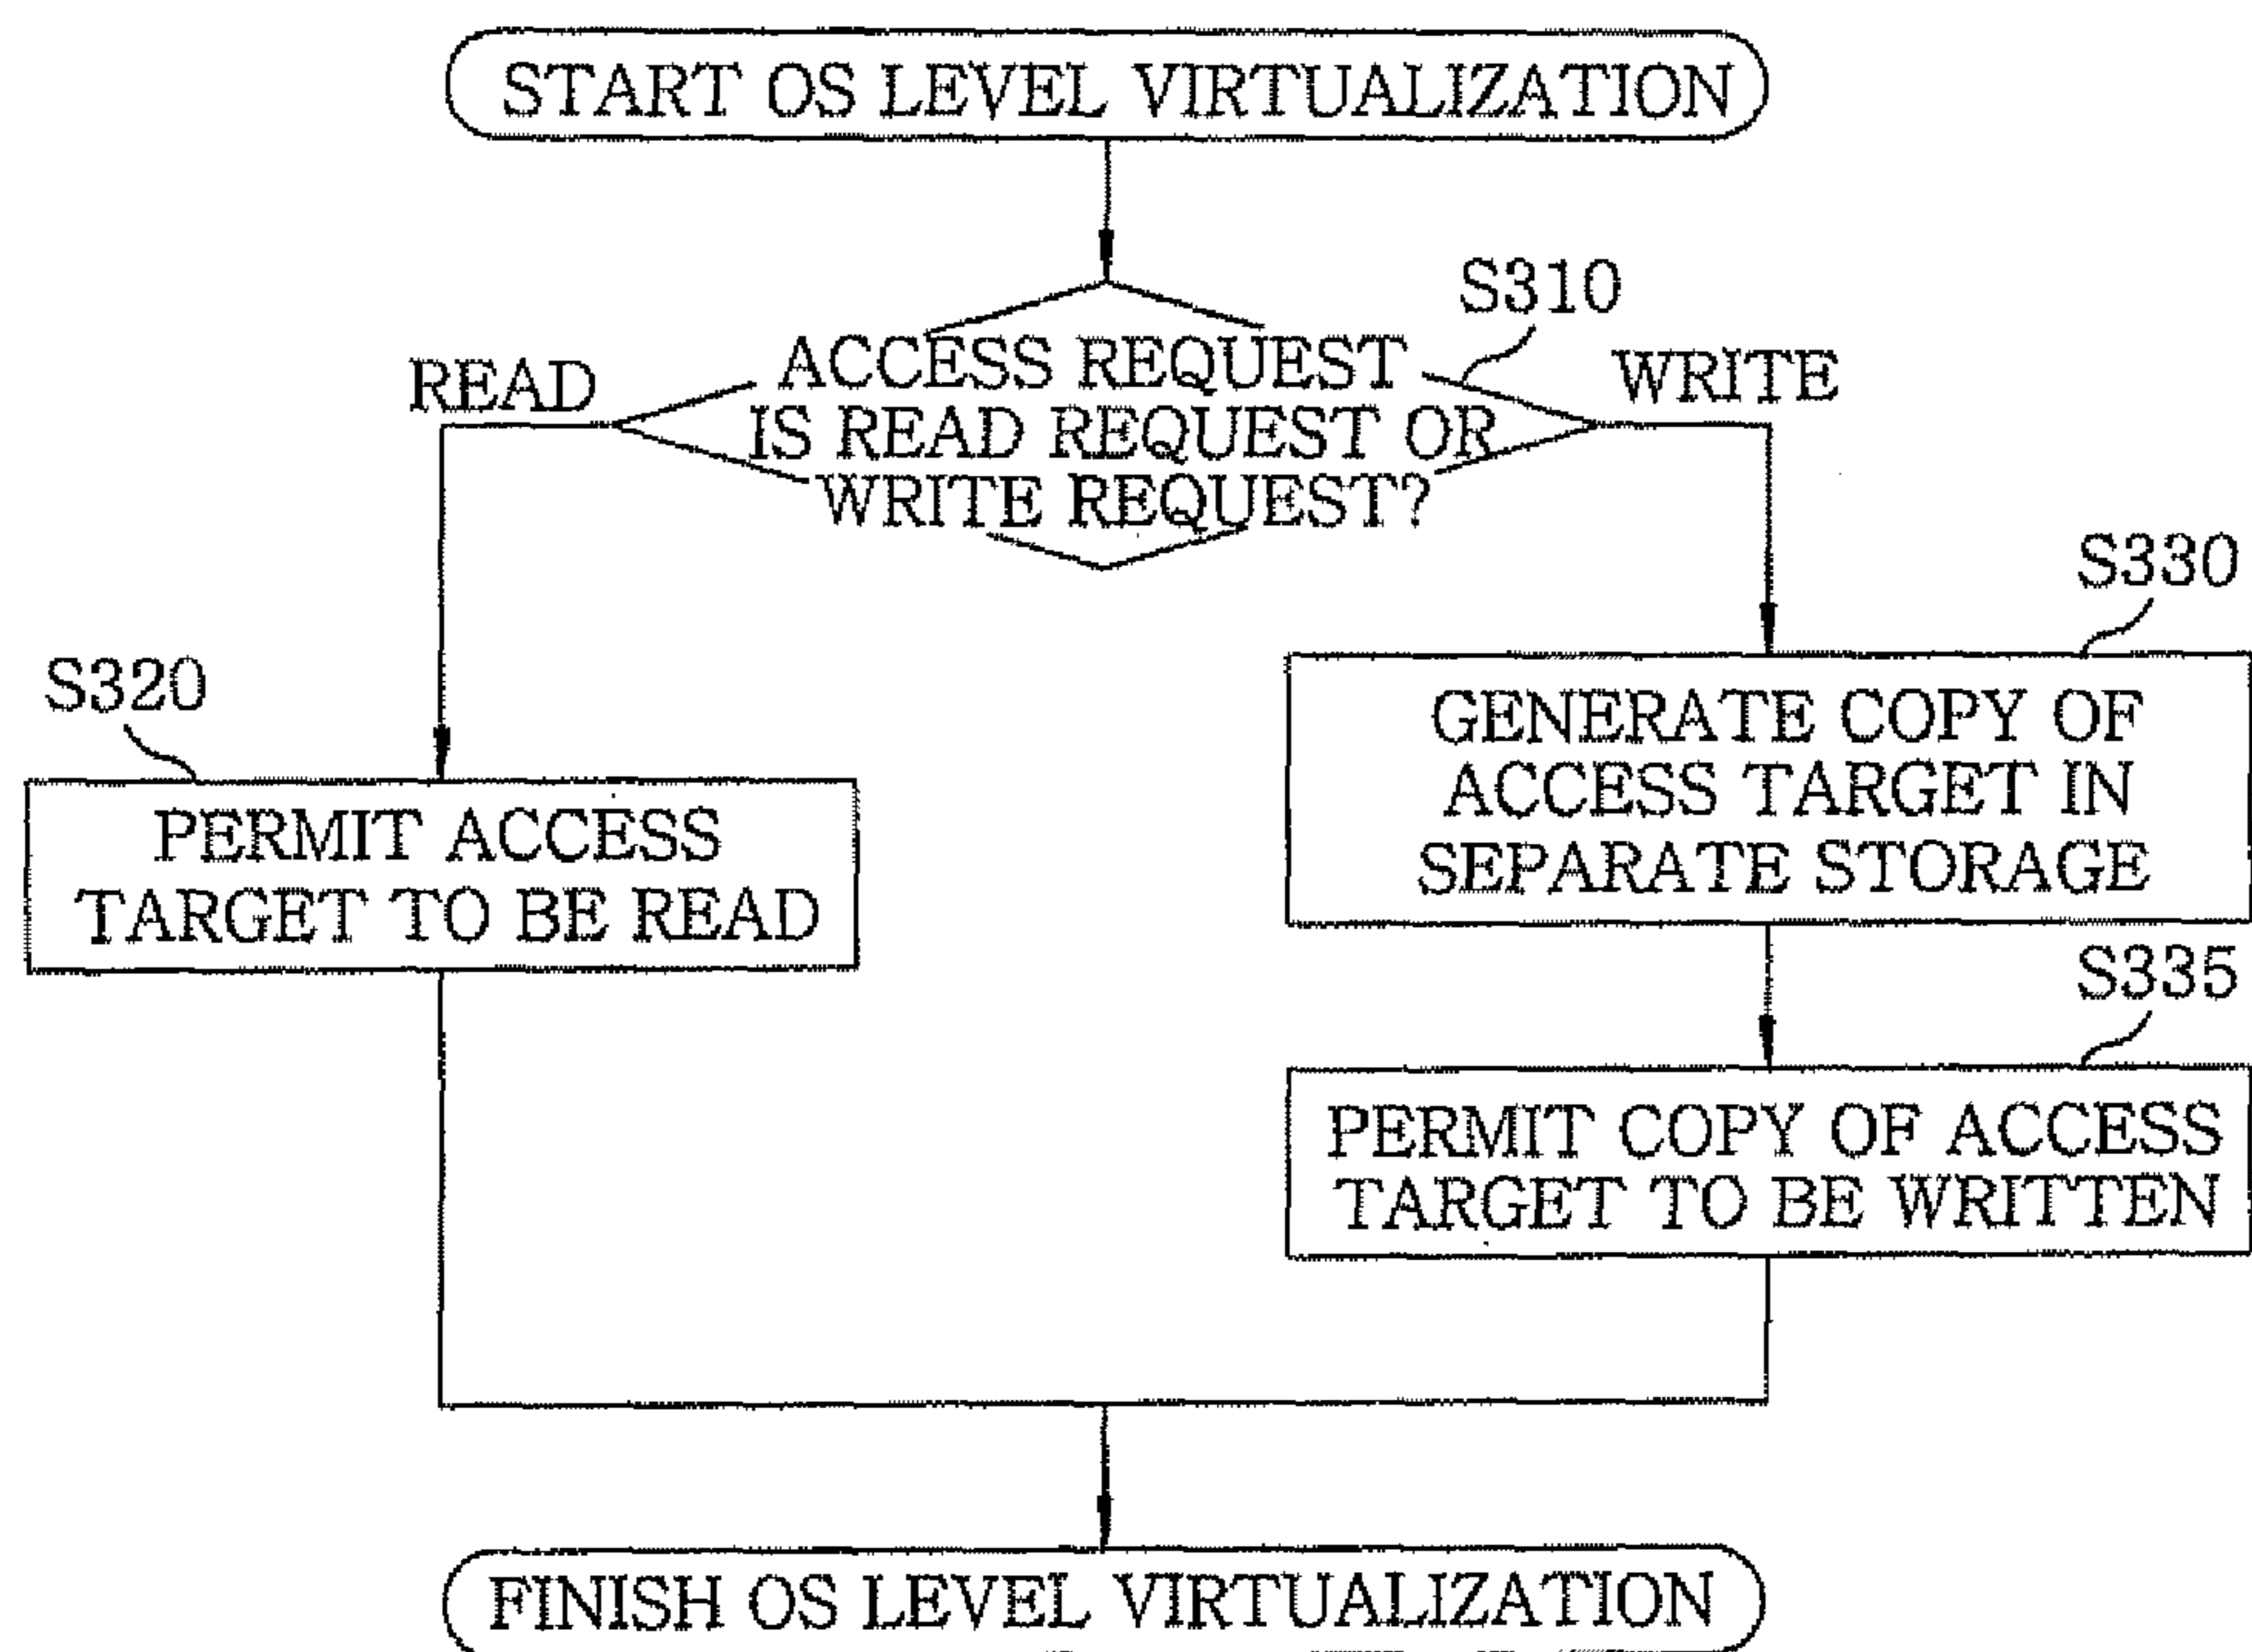 START OS LEVEL VIRTUALIZATION
S310
READ
ACCESS REQUEST
IS READ REQUEST OR
WRITE REQUEST?
WRITE
S320
PERMIT ACCESS
TARGET TO BE READ
S330
GENERATE COPY OF
ACCESS TARGET IN
SEPARATE STORAGE
S335
PERMIT COPY OF ACCESS
TARGET TO BE WRITTEN
FINISH OS LEVEL VIRTUALIZATION